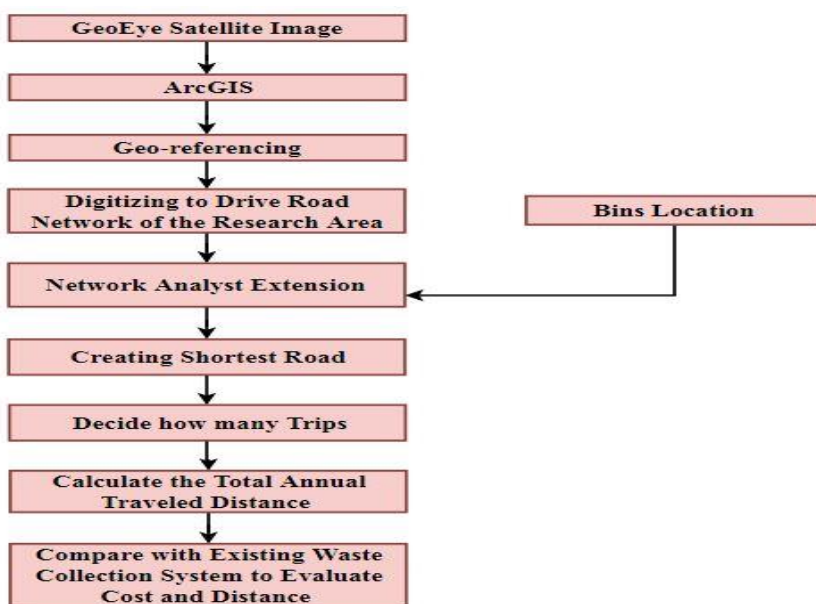 GeoEye Satellite Image
ArcGIS
Geo-referencing
Digitizing to Drive Road
Network of the Research Area
Bins Location
Network Analyst Extension
Creating Shortest Road
Decide how many Trips
Calculate the Total Annual
Traveled Distance
Compare with Existing Waste
Collection System to Evaluate
Cost and Distance